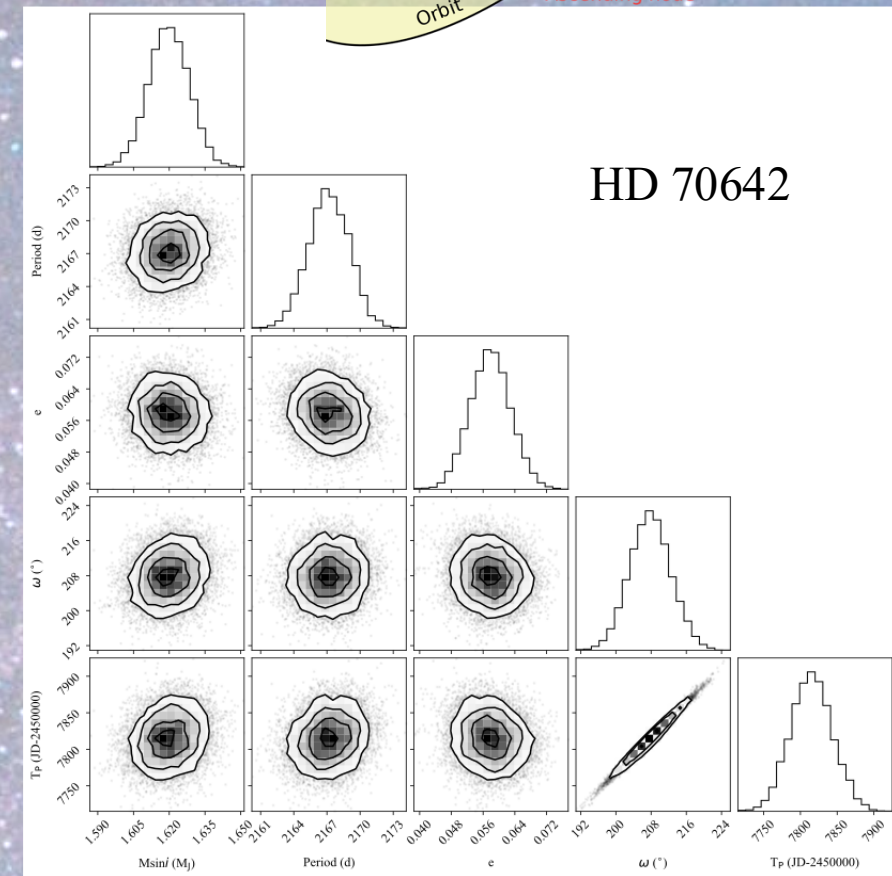 Orbit
HD 70642
2173
2170
2167
2164
2161
Period (d)
0.072
0.064
0.056
0.048
0.040
e
224
216
208
200
192
ω (°)
7900
7850
7800
7750
Tₚ (JD-2450000)
1.590 1.605 1.620 1.635 1.650 2161 2164 2167 2170 2173 0.040 0.048 0.056 0.064 0.072 192 200 208 216 224 7750 7800 7850 7900
Msini (Mⱼ) Period (d) e ω (°) Tₚ (JD-2450000)